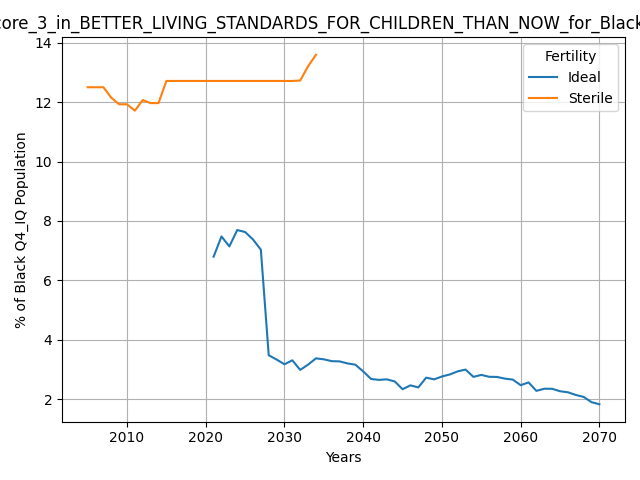 core_3_in_BETTER_LIVING_STANDARDS_FOR_CHILDREN_THAN_NOW_for_Black
14
12
10
8
6
4
2
% of Black Q4_IQ Population
Fertility
Ideal
Sterile
2010 2020 2030 2040 2050 2060 2070
Years